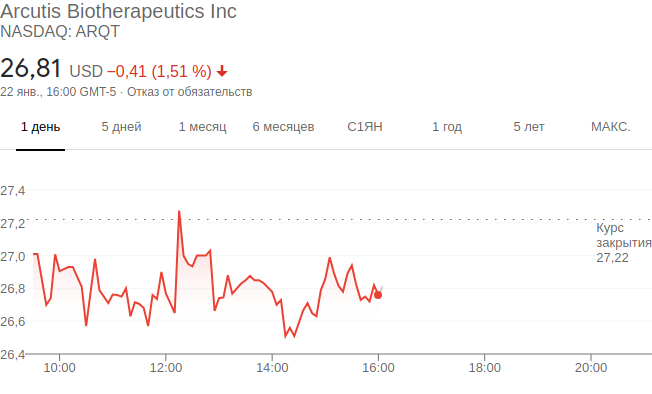 Arcutis Biotherapeutics Inc
NASDAQ: ARQT
26,81 USD −0,41 (1,51 %)
22 янв., 16:00 GMT-5 · Отказ от обязательств
1 день 5 дней 1 месяц 6 месяцев С1ЯН 1 год 5 лет МАКС.
27,4
27,2
Курс
закрытия
27,22
27,0
26,8
26,6
26,4
10:00 12:00 14:00 16:00 18:00 20:00